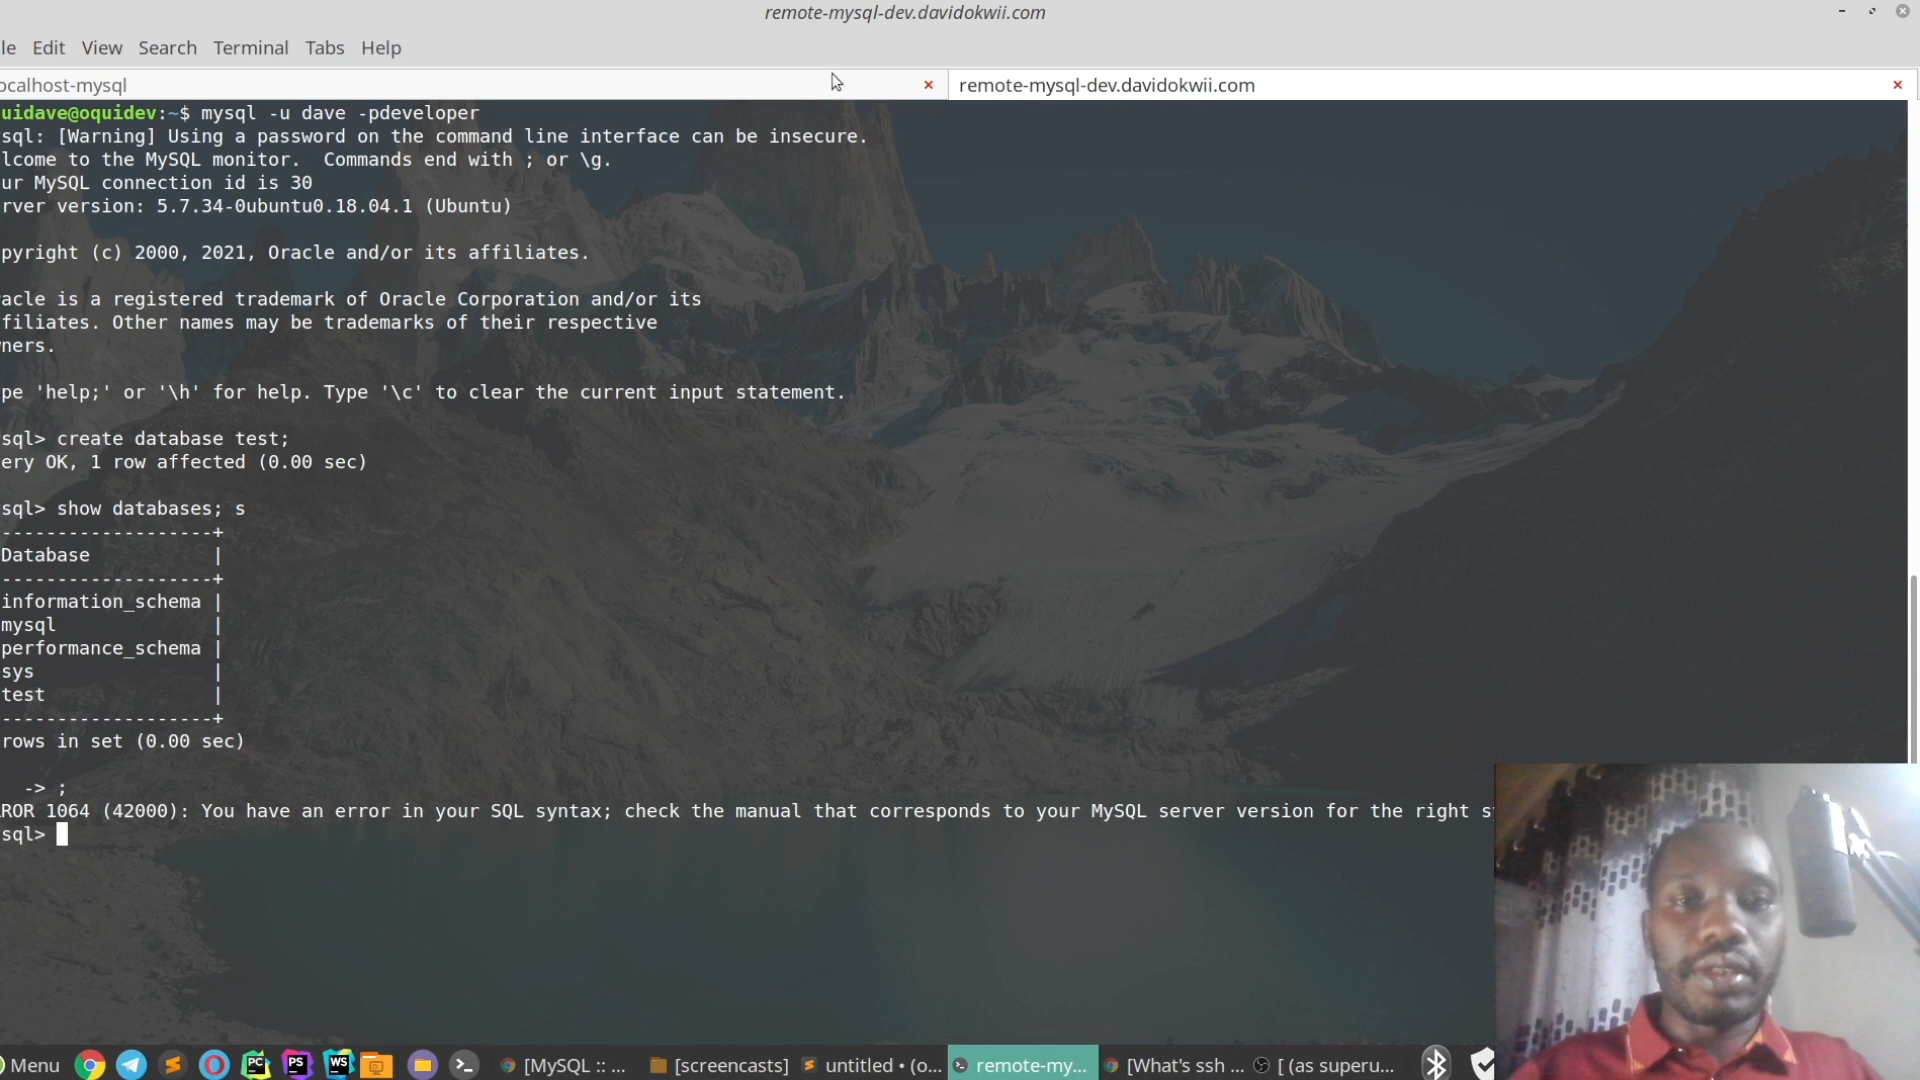 remote-mysql-dev.davidokwii.com
le Edit View Search Terminal Tabs Help
ocalhost-mysql remote-mysql-dev.davidokwii.com
uidave@oquidev:~$ mysql -u dave -pdeveloper
sql: [Warning] Using a password on the command line interface can be insecure.
lcome to the MySQL monitor.  Commands end with ; or \g.
ur MySQL connection id is 30
rver version: 5.7.34-0ubuntu0.18.04.1 (Ubuntu)
pyright (c) 2000, 2021, Oracle and/or its affiliates.
acle is a registered trademark of Oracle Corporation and/or its
filiates. Other names may be trademarks of their respective
ners.
pe 'help;' or '\h' for help. Type '\c' to clear the current input statement.
sql> create database test;
ery OK, 1 row affected (0.00 sec)
sql> show databases; s
-------------------+
Database           |
-------------------+
information_schema |
mysql              |
performance_schema |
sys                |
test               |
-------------------+
rows in set (0.00 sec)
-> ;
ROR 1064 (42000): You have an error in your SQL syntax; check the manual that corresponds to your MySQL server version for the right s
sql>
Menu PC PS WS [MySQL :: ... [screencasts] untitled • (o... remote-my... [What's ssh ... [ (as superu...